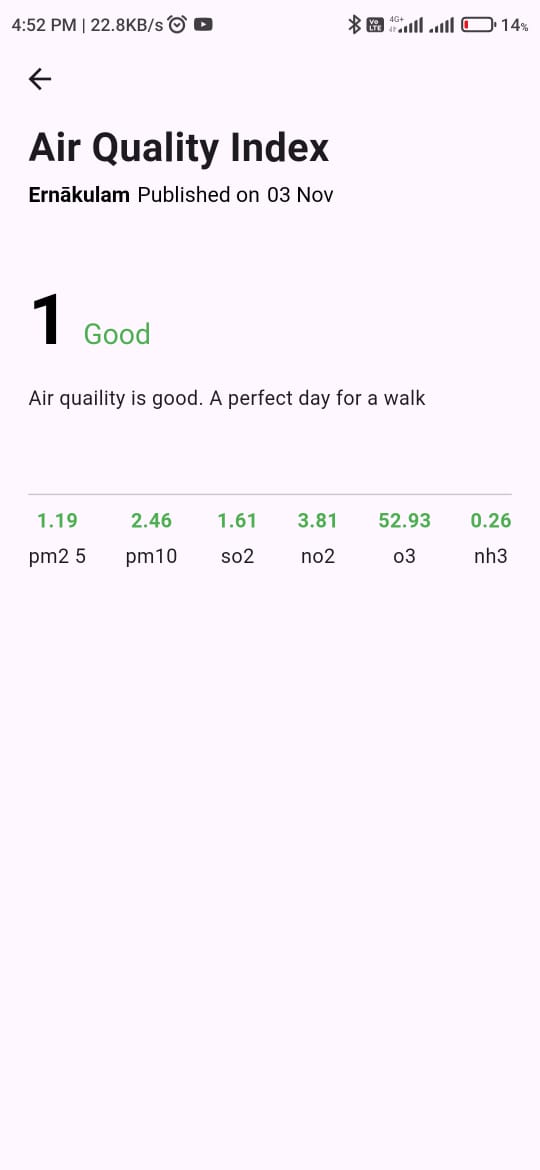 4:52 PM | 22.8KB/s Vo LTE 4G+ 14%
Air Quality Index
Ernākulam Published on 03 Nov
1 Good
Air quaility is good. A perfect day for a walk
1.19 2.46 1.61 3.81 52.93 0.26
pm2 5 pm10 so2 no2 o3 nh3